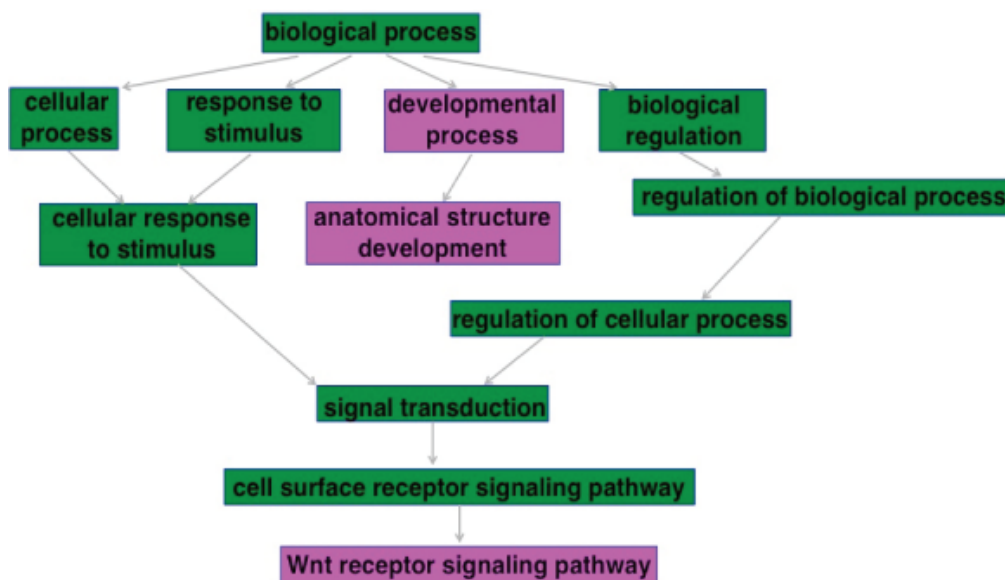 biological process
cellular
process
response to
stimulus
developmental
process
biological
regulation
regulation of biological process
cellular response
to stimulus
anatomical structure
development
regulation of cellular process
signal transduction
cell surface receptor signaling pathway
Wnt receptor signaling pathway